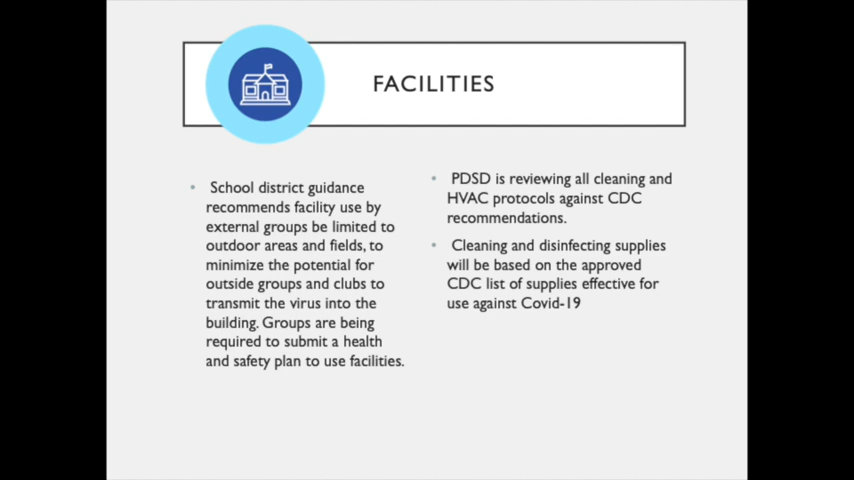 FACILITIES
• School district guidance
recommends facility use by
external groups be limited to
outdoor areas and fields, to
minimize the potential for
outside groups and clubs to
transmit the virus into the
building. Groups are being
required to submit a health
and safety plan to use facilities.
• PDSD is reviewing all cleaning and
HVAC protocols against CDC
recommendations.
• Cleaning and disinfecting supplies
will be based on the approved
CDC list of supplies effective for
use against Covid-19